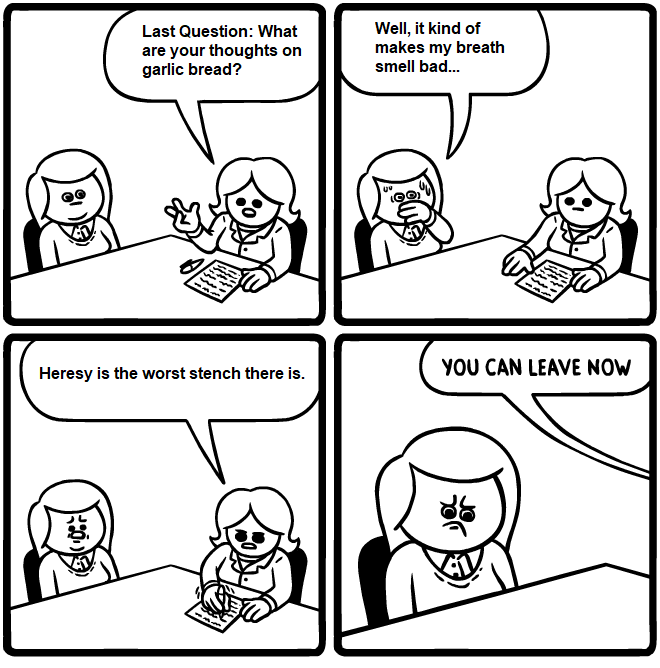 Last Question: What
are your thoughts on
garlic bread?
Well, it kind of
makes my breath
smell bad...
Heresy is the worst stench there is.
YOU CAN LEAVE NOW